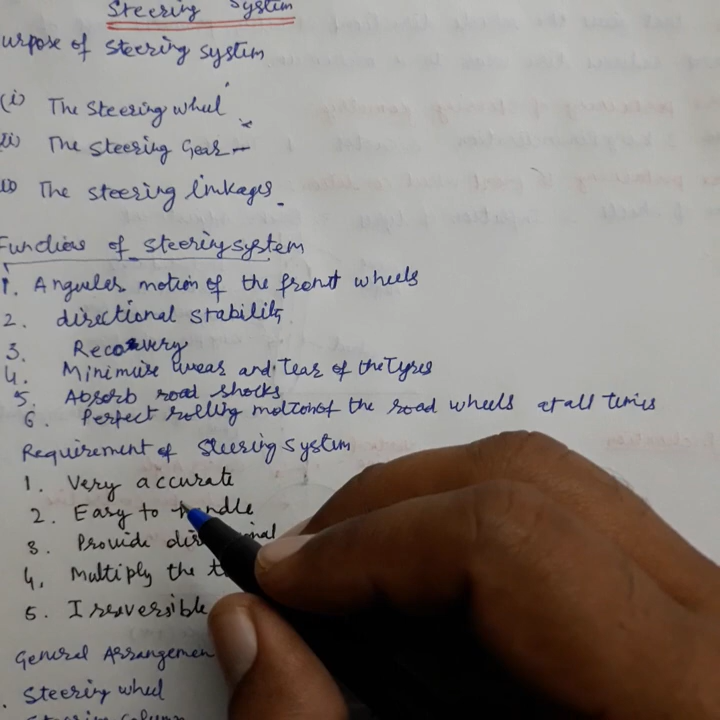 Steering System
urpose of Steering System
(i) The Steering wheel
ii) The Steering Gear
The steering linkages
Functions of steering system
1. Angular motion of the front wheels
2. directional stability
3. Recovery
4. Minimise wear and Tear of the Tyres
5. Absorb road shocks
6. Perfect rolling motion of the road wheels at all times
Requirement of Steering System
1. Very accurate
2. Easy to handle
3. Provide
4. Multiply the
5. Irreversible
General Arrangemen
Steering wheel